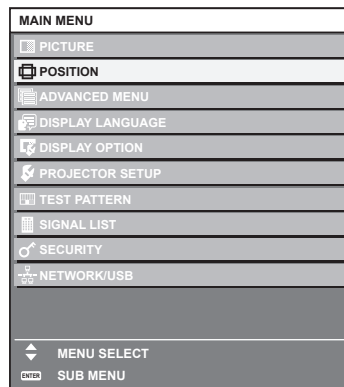 MAIN MENU
PICTURE
POSITION
ADVANCED MENU
DISPLAY LANGUAGE
DISPLAY OPTION
PROJECTOR SETUP
TEST PATTERN
SIGNAL LIST
SECURITY
NETWORK/USB
MENU SELECT
ENTER SUB MENU